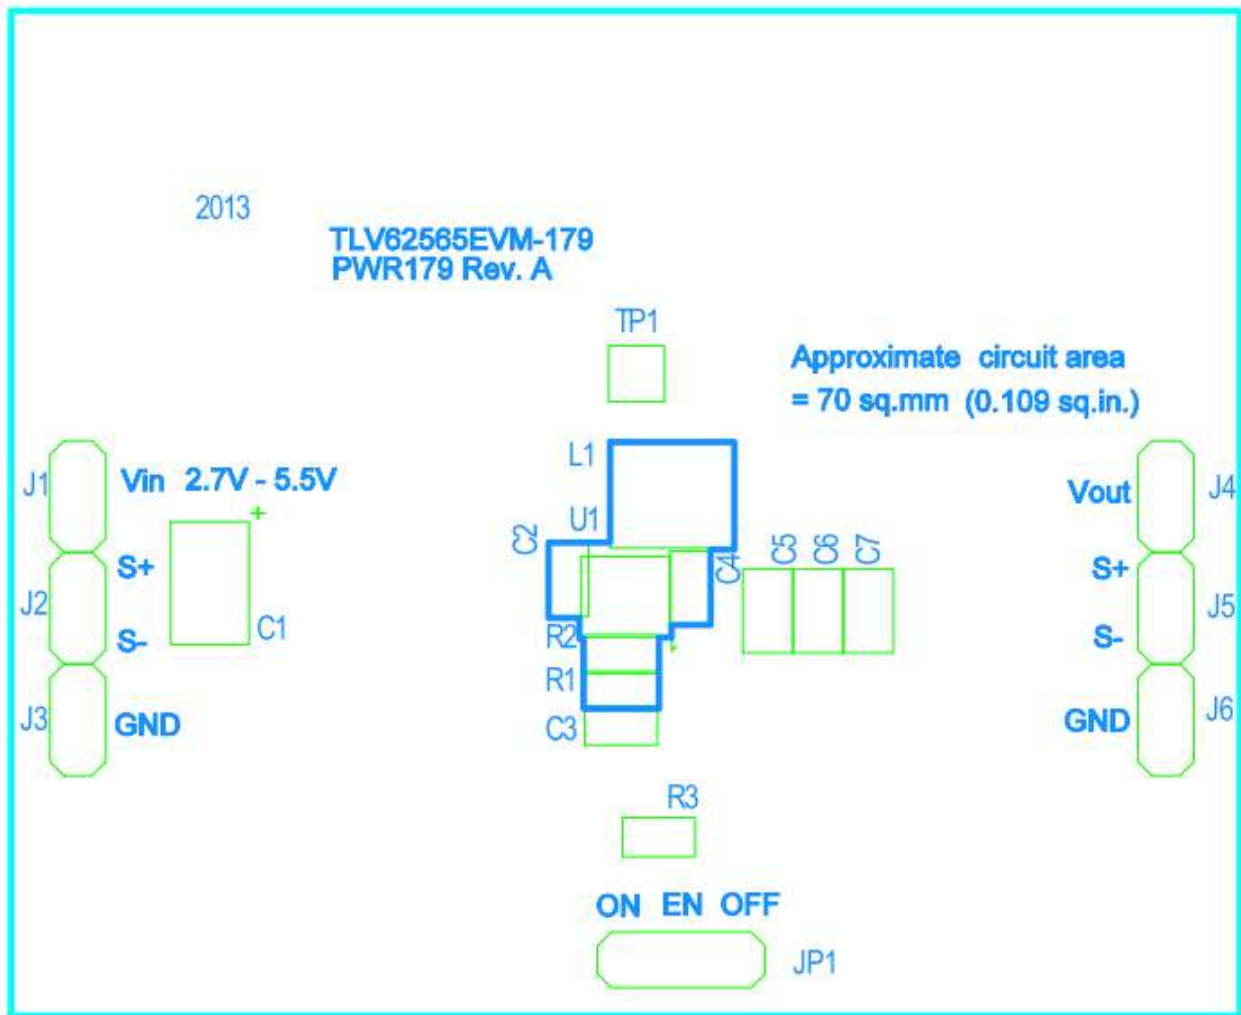 2013
TLV62565EVM-179
PWR179 Rev. A
TP1
Approximate circuit area
= 70 sq.mm (0.109 sq.in.)
L1
J1
Vin 2.7V - 5.5V
+
Vout
J4
U1
C2
C4
C5
C6
C7
S+
S+
J2
J5
C1
S-
R2
S-
R1
J3
GND
C3
GND
J6
R3
ON EN OFF
JP1